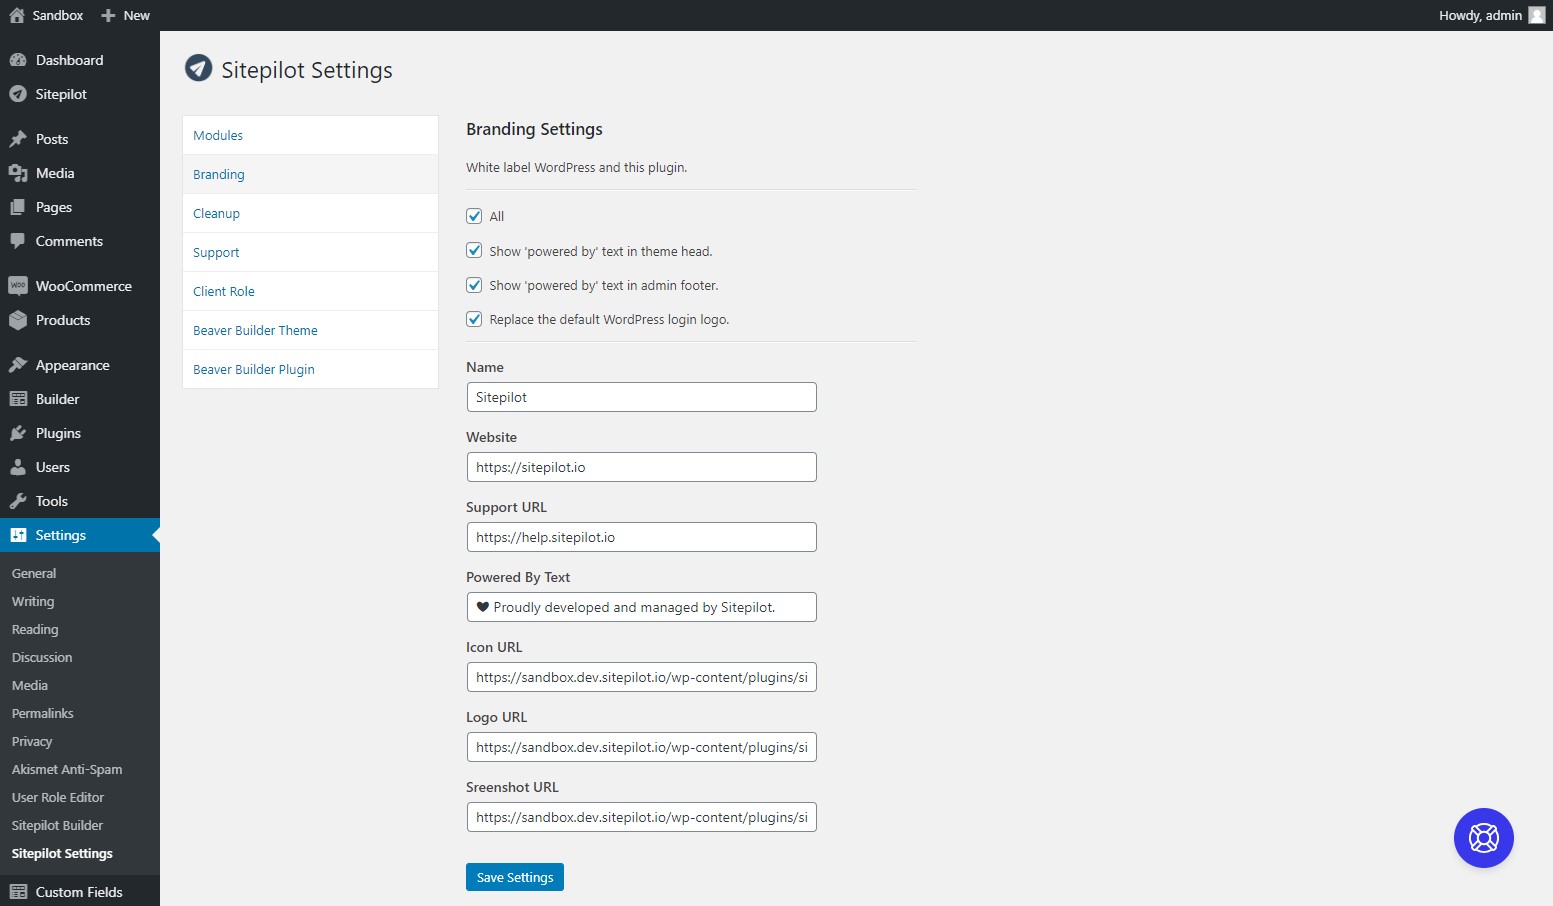 Sandbox
New
Howdy, admin
Dashboard
Sitepilot
Posts
Media
Pages
Comments
WOO
WooCommerce
Products
Appearance
Builder
Plugins
Users
Tools
Settings
General
Writing
Reading
Discussion
Media
Permalinks
Privacy
Akismet Anti-Spam
User Role Editor
Sitepilot Builder
Sitepilot Settings
Custom Fields
Sitepilot Settings
Modules
Branding
Cleanup
Support
Client Role
Beaver Builder Theme
Beaver Builder Plugin
Branding Settings
White label WordPress and this plugin.
All
Show 'powered by' text in theme head.
Show 'powered by' text in admin footer.
Replace the default WordPress login logo.
Name
Sitepilot
Website
https://sitepilot.io
Support URL
https://help.sitepilot.io
Powered By Text
♥ Proudly developed and managed by Sitepilot.
Icon URL
https://sandbox.dev.sitepilot.io/wp-content/plugins/si
Logo URL
https://sandbox.dev.sitepilot.io/wp-content/plugins/si
Sreenshot URL
https://sandbox.dev.sitepilot.io/wp-content/plugins/si
Save Settings